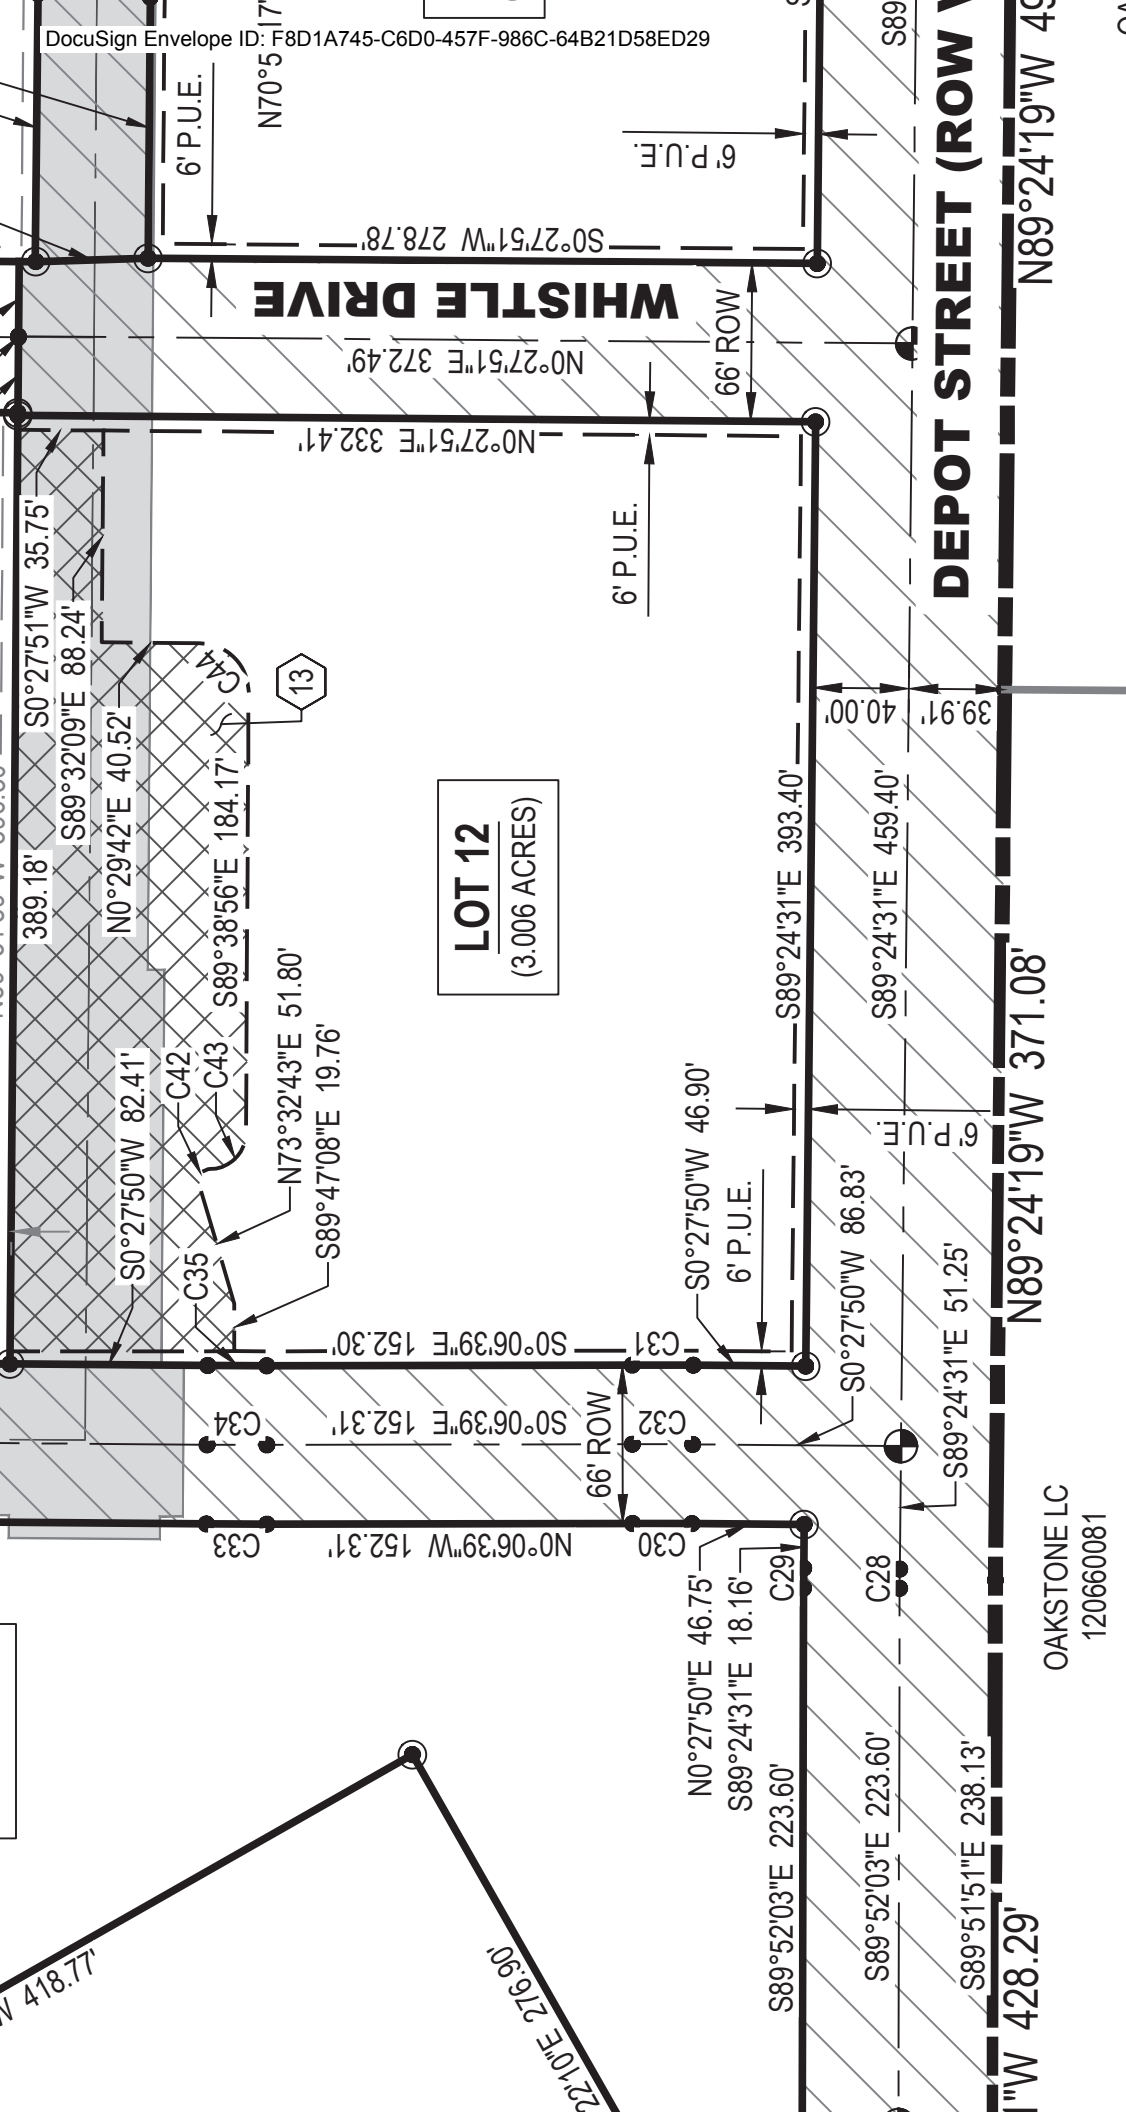 DocuSign Envelope ID: F8D1A745-C6D0-457F-986C-64B21D58ED29
6' P.U.E.
6' P.U.E.
S0°27'51"W 278.78'
WHISTLE DRIVE
N0°27'51"E 372.49'
66' ROW
N0°27'51"E 332.41'
6' P.U.E.
DEPOT STREET (ROW
N89°24'19"W
S0°27'51"W 35.75'
S89°32'09"E 88.24'
N0°29'42"E 40.52'
C44
13
389.18'
S89°38'56"E 184.17'
LOT 12
(3.006 ACRES)
40.00'
39.91'
S89°24'31"E 393.40'
S89°24'31"E 459.40'
N89°24'19"W 371.08'
S0°27'50"W 82.41'
C42
C43
N73°32'43"E 51.80'
S89°47'08"E 19.76'
C35
S0°27'50"W 46.90'
6' P.U.E.
6' P.U.E.
S0°27'50"W 86.83'
S89°24'31"E 51.25'
S0°06'39"E 152.30'
C31
C34
S0°06'39"E 152.31'
C32
66' ROW
C33
N0°06'39"W 152.31'
C30
N0°27'50"E 46.75'
S89°24'31"E 18.16'
C29
C28
OAKSTONE LC
120660081
S89°52'03"E 223.60'
S89°52'03"E 223.60'
S89°51'51"E 238.13'
428.29'
418.77'
22'10"E 276.90'